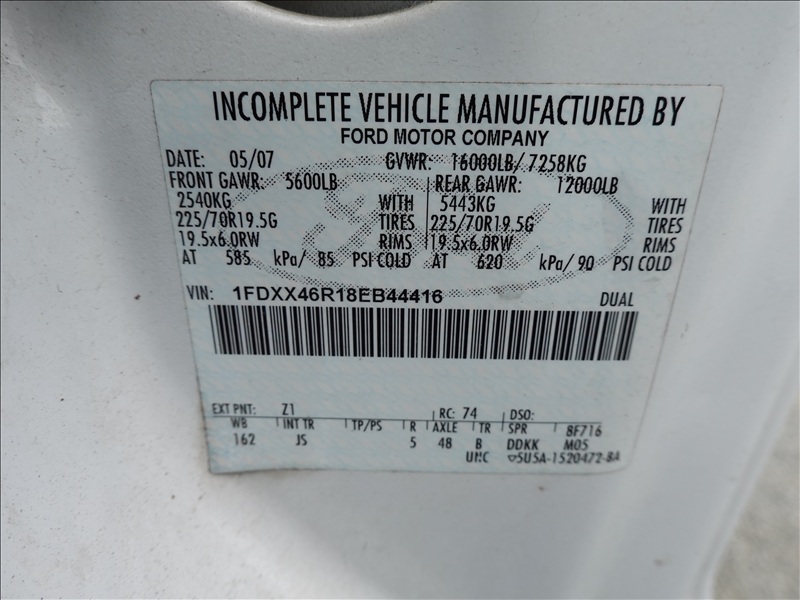 INCOMPLETE VEHICLE MANUFACTURED BY
FORD MOTOR COMPANY
DATE: 05/07 GVWR: 16000LB/ 7258KG
FRONT GAWR: 5600LB REAR GAWR: 12000LB
2540KG WITH 5443KG WITH
225/70R19.5G TIRES 225/70R19.5G TIRES
19.5x6.0RW RIMS 19.5x6.0RW RIMS
AT 585 kPa/ 85 PSI COLD AT 620 kPa/ 90 PSI COLD
VIN: 1FDXX46R18EB44416 DUAL
EXT PNT: Z1 RC: 74 DSO:
WB INT TR TP/PS R AXLE TR SPR 8F716
162 JS 5 48 B DDKK M05
UNC ▽5U5A-1520472-BA